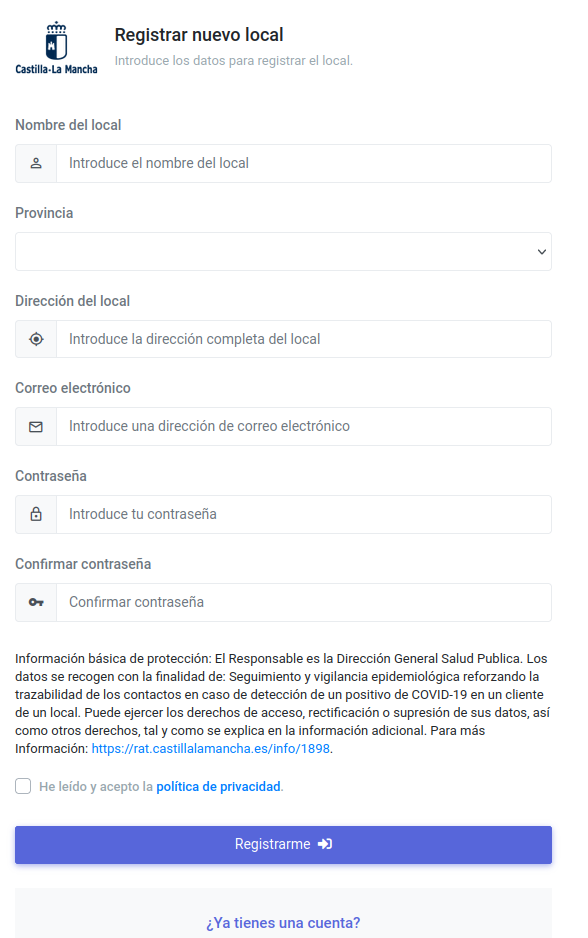 Castilla-La Mancha
Registrar nuevo local
Introduce los datos para registrar el local.
Nombre del local
Introduce el nombre del local
Provincia
Dirección del local
Introduce la dirección completa del local
Correo electrónico
Introduce una dirección de correo electrónico
Contraseña
Introduce tu contraseña
Confirmar contraseña
Confirmar contraseña
Información básica de protección: El Responsable es la Dirección General Salud Publica. Los
datos se recogen con la finalidad de: Seguimiento y vigilancia epidemiológica reforzando la
trazabilidad de los contactos en caso de detección de un positivo de COVID-19 en un cliente
de un local. Puede ejercer los derechos de acceso, rectificación o supresión de sus datos, así
como otros derechos, tal y como se explica en la información adicional. Para más
Información: https://rat.castillalamancha.es/info/1898.
He leído y acepto la política de privacidad.
Registrarme
¿Ya tienes una cuenta?